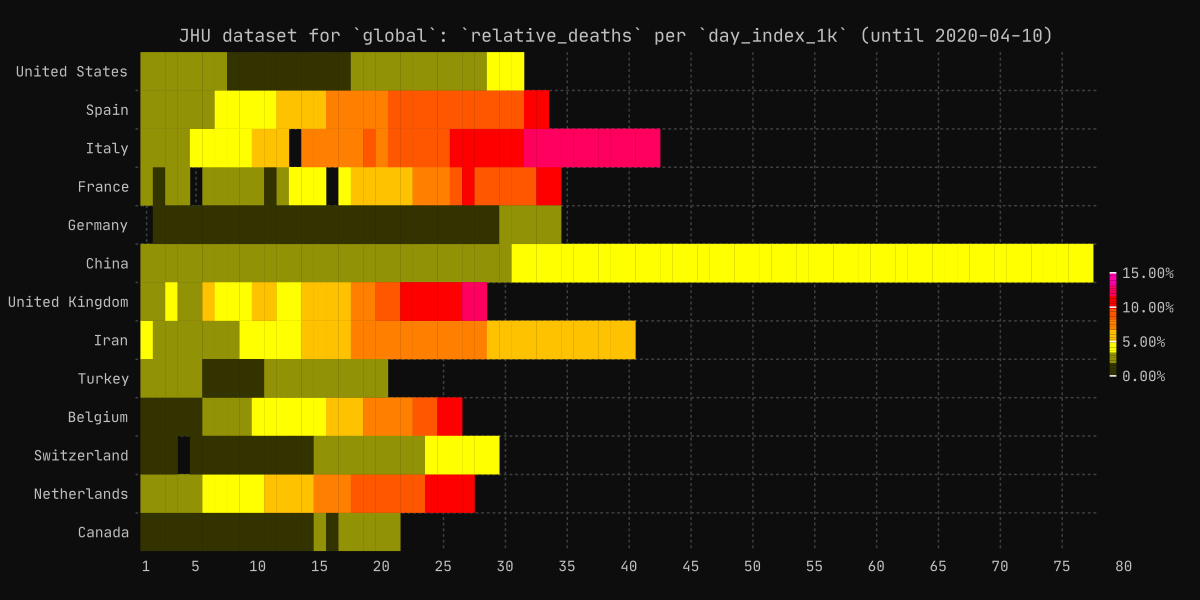 JHU dataset for `global`: `relative_deaths` per `day_index_1k` (until 2020-04-10)
United States
Spain
Italy
France
Germany
China
United Kingdom
Iran
Turkey
Belgium
Switzerland
Netherlands
Canada
15.00%
10.00%
5.00%
0.00%
1 5 10 15 20 25 30 35 40 45 50 55 60 65 70 75 80